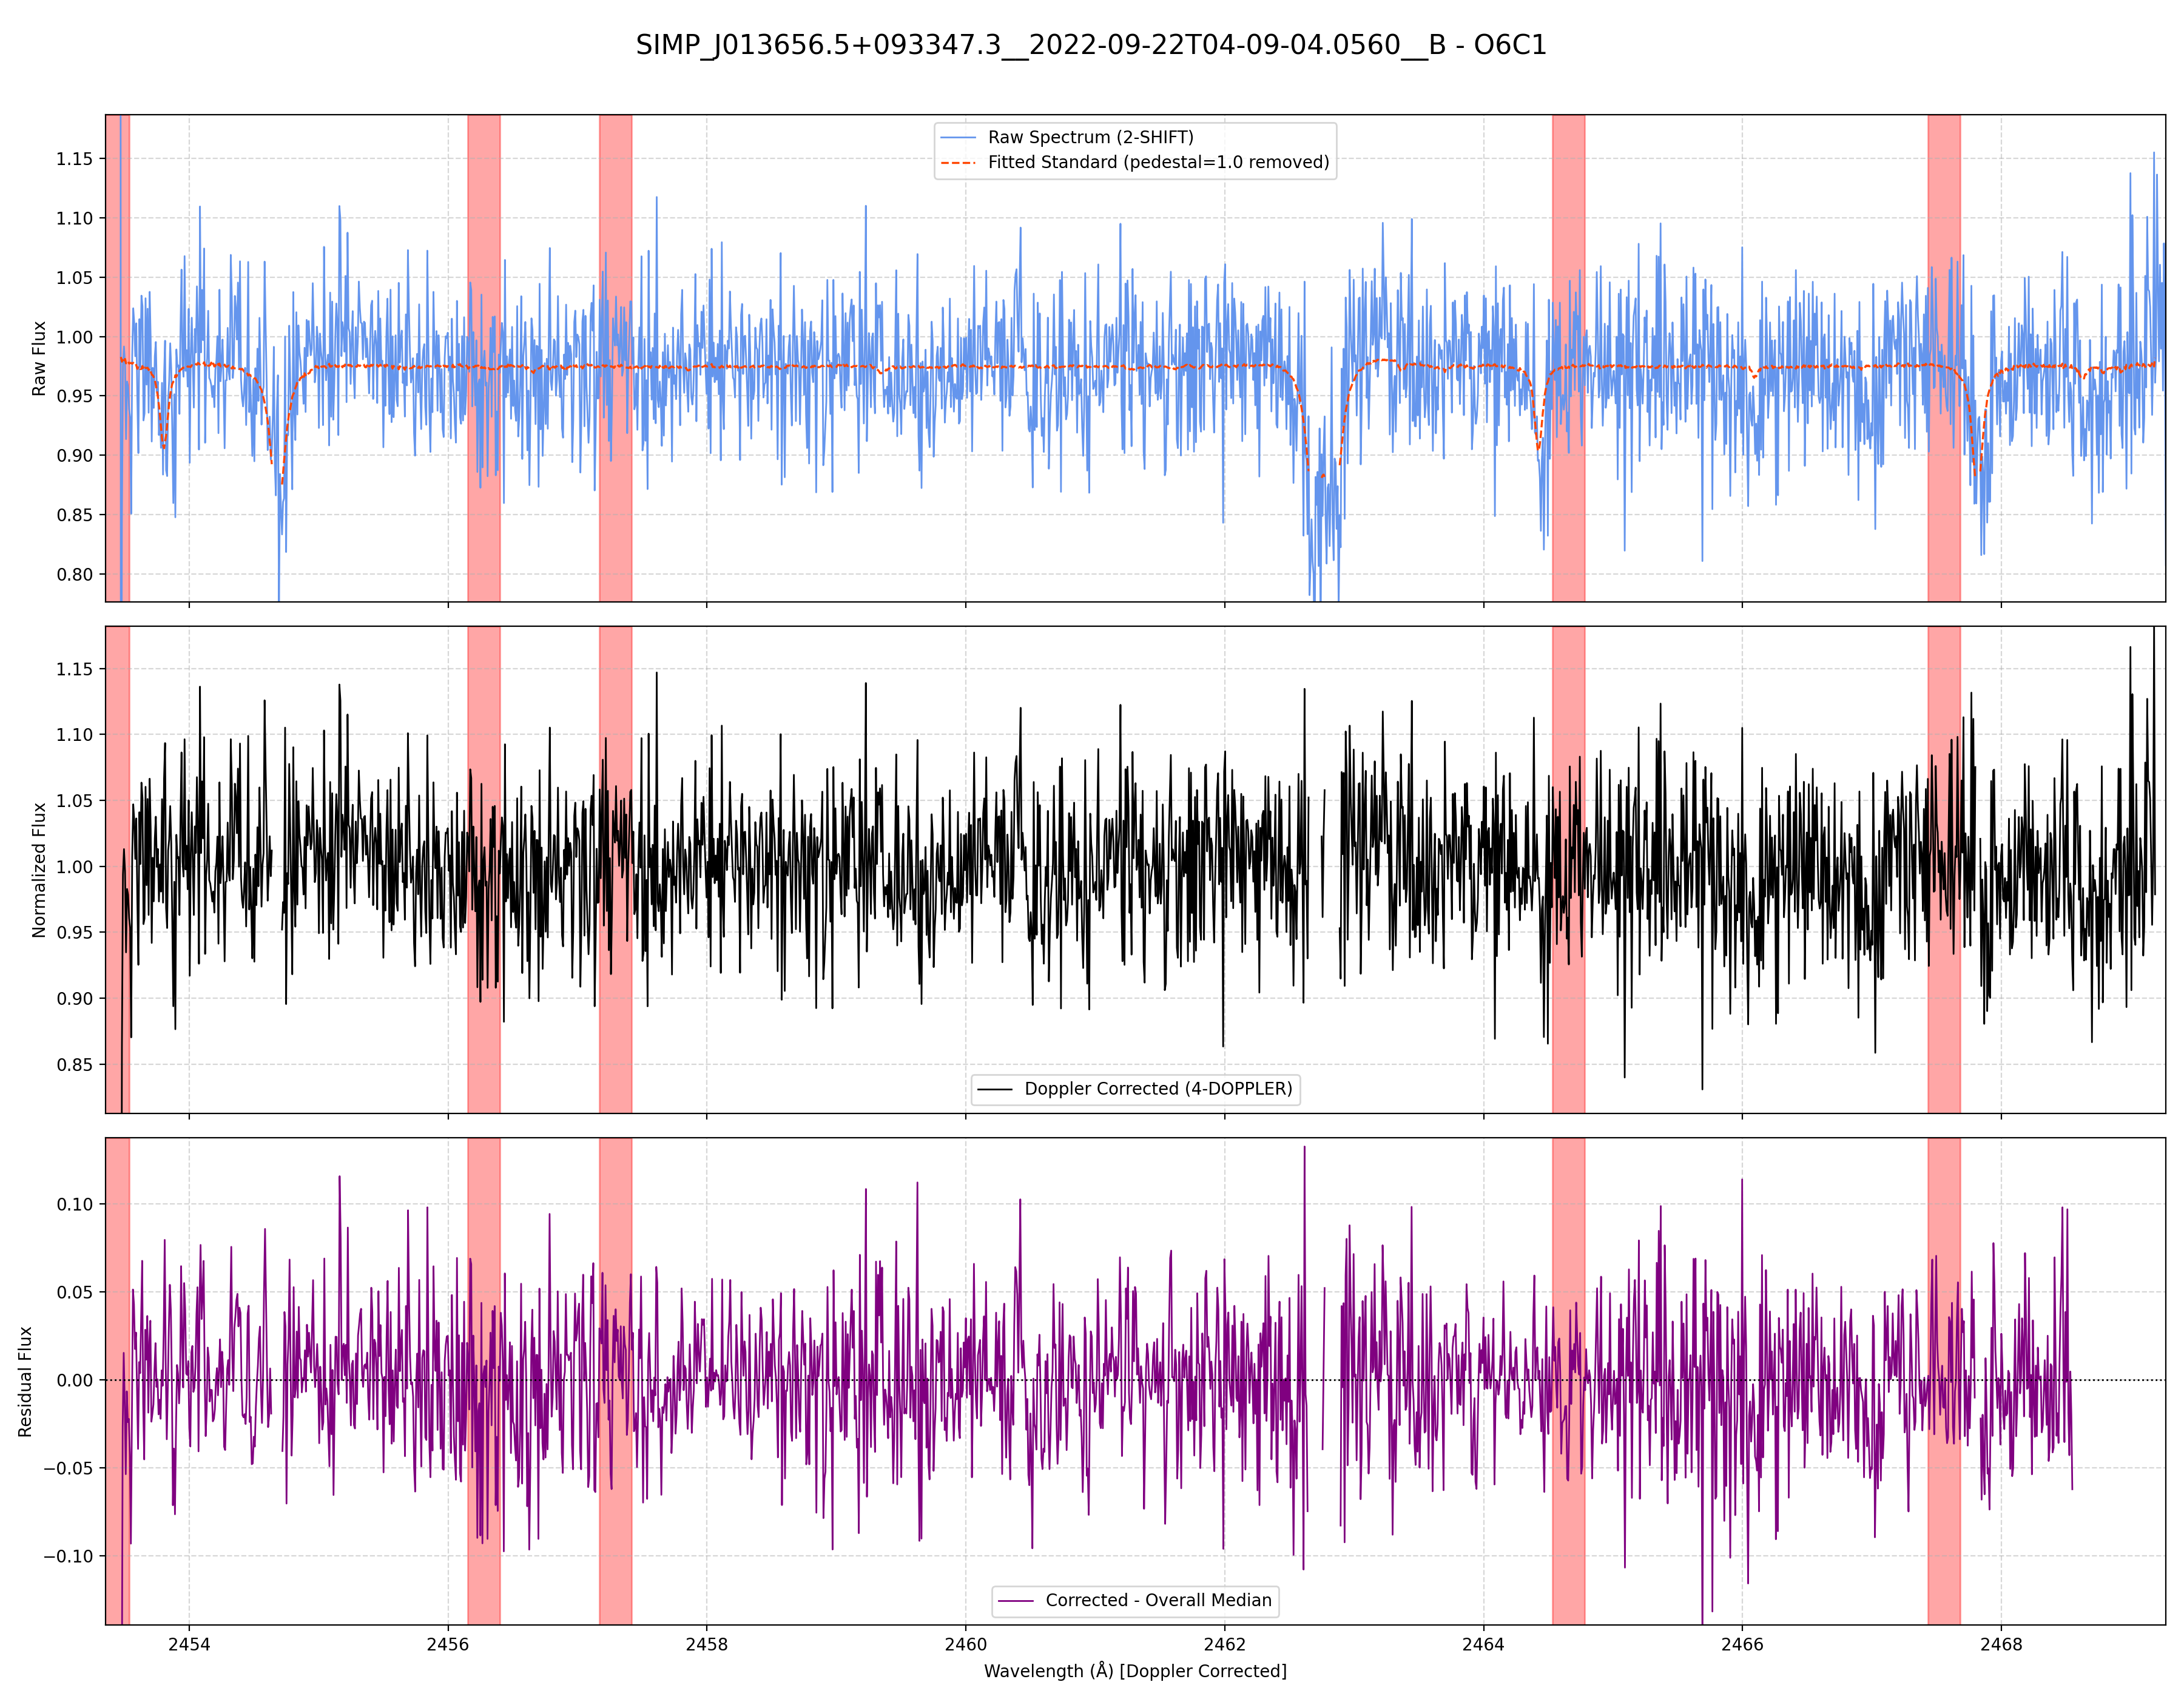 SIMP_J013656.5+093347.3__2022-09-22T04-09-04.0560__B - O6C1
Raw Spectrum (2-SHIFT)
Fitted Standard (pedestal=1.0 removed)
Raw Flux
1.15
1.10
1.05
1.00
0.95
0.90
0.85
0.80
Normalized Flux
1.15
1.10
1.05
1.00
0.95
0.90
0.85
Doppler Corrected (4-DOPPLER)
Residual Flux
0.10
0.05
0.00
−0.05
−0.10
Corrected - Overall Median
2454 2456 2458 2460 2462 2464 2466 2468
Wavelength (Å) [Doppler Corrected]